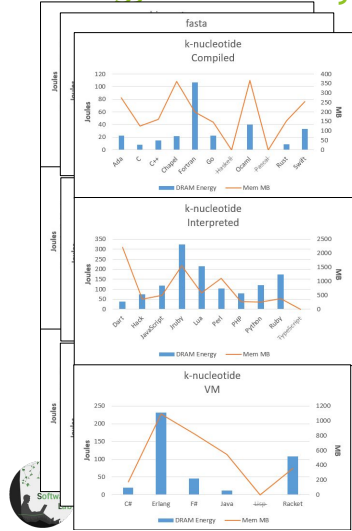 fasta
k-nucleotide
Compiled
120
100
80
60
40
20
0
Joules
400
350
300
250
200
150
100
50
0
MB
Ada
C
C++
Chapel
Fortran
Go
Haskell
Ocaml
Pascal
Rust
Swift
DRAM Energy
Mem MB
k-nucleotide
Interpreted
350
300
250
200
150
100
50
0
Joules
2500
2000
1500
1000
500
0
MB
Dart
Hack
JavaScript
Jruby
Lua
Perl
PHP
Python
Ruby
TypeScript
DRAM Energy
Mem MB
k-nucleotide
VM
250
200
150
100
50
0
Joules
1200
1000
800
600
400
200
0
MB
C#
Erlang
F#
Java
Lisp
Racket
DRAM Energy
Mem MB
Joules
Joules
Joules
Joules
Joules
Joules